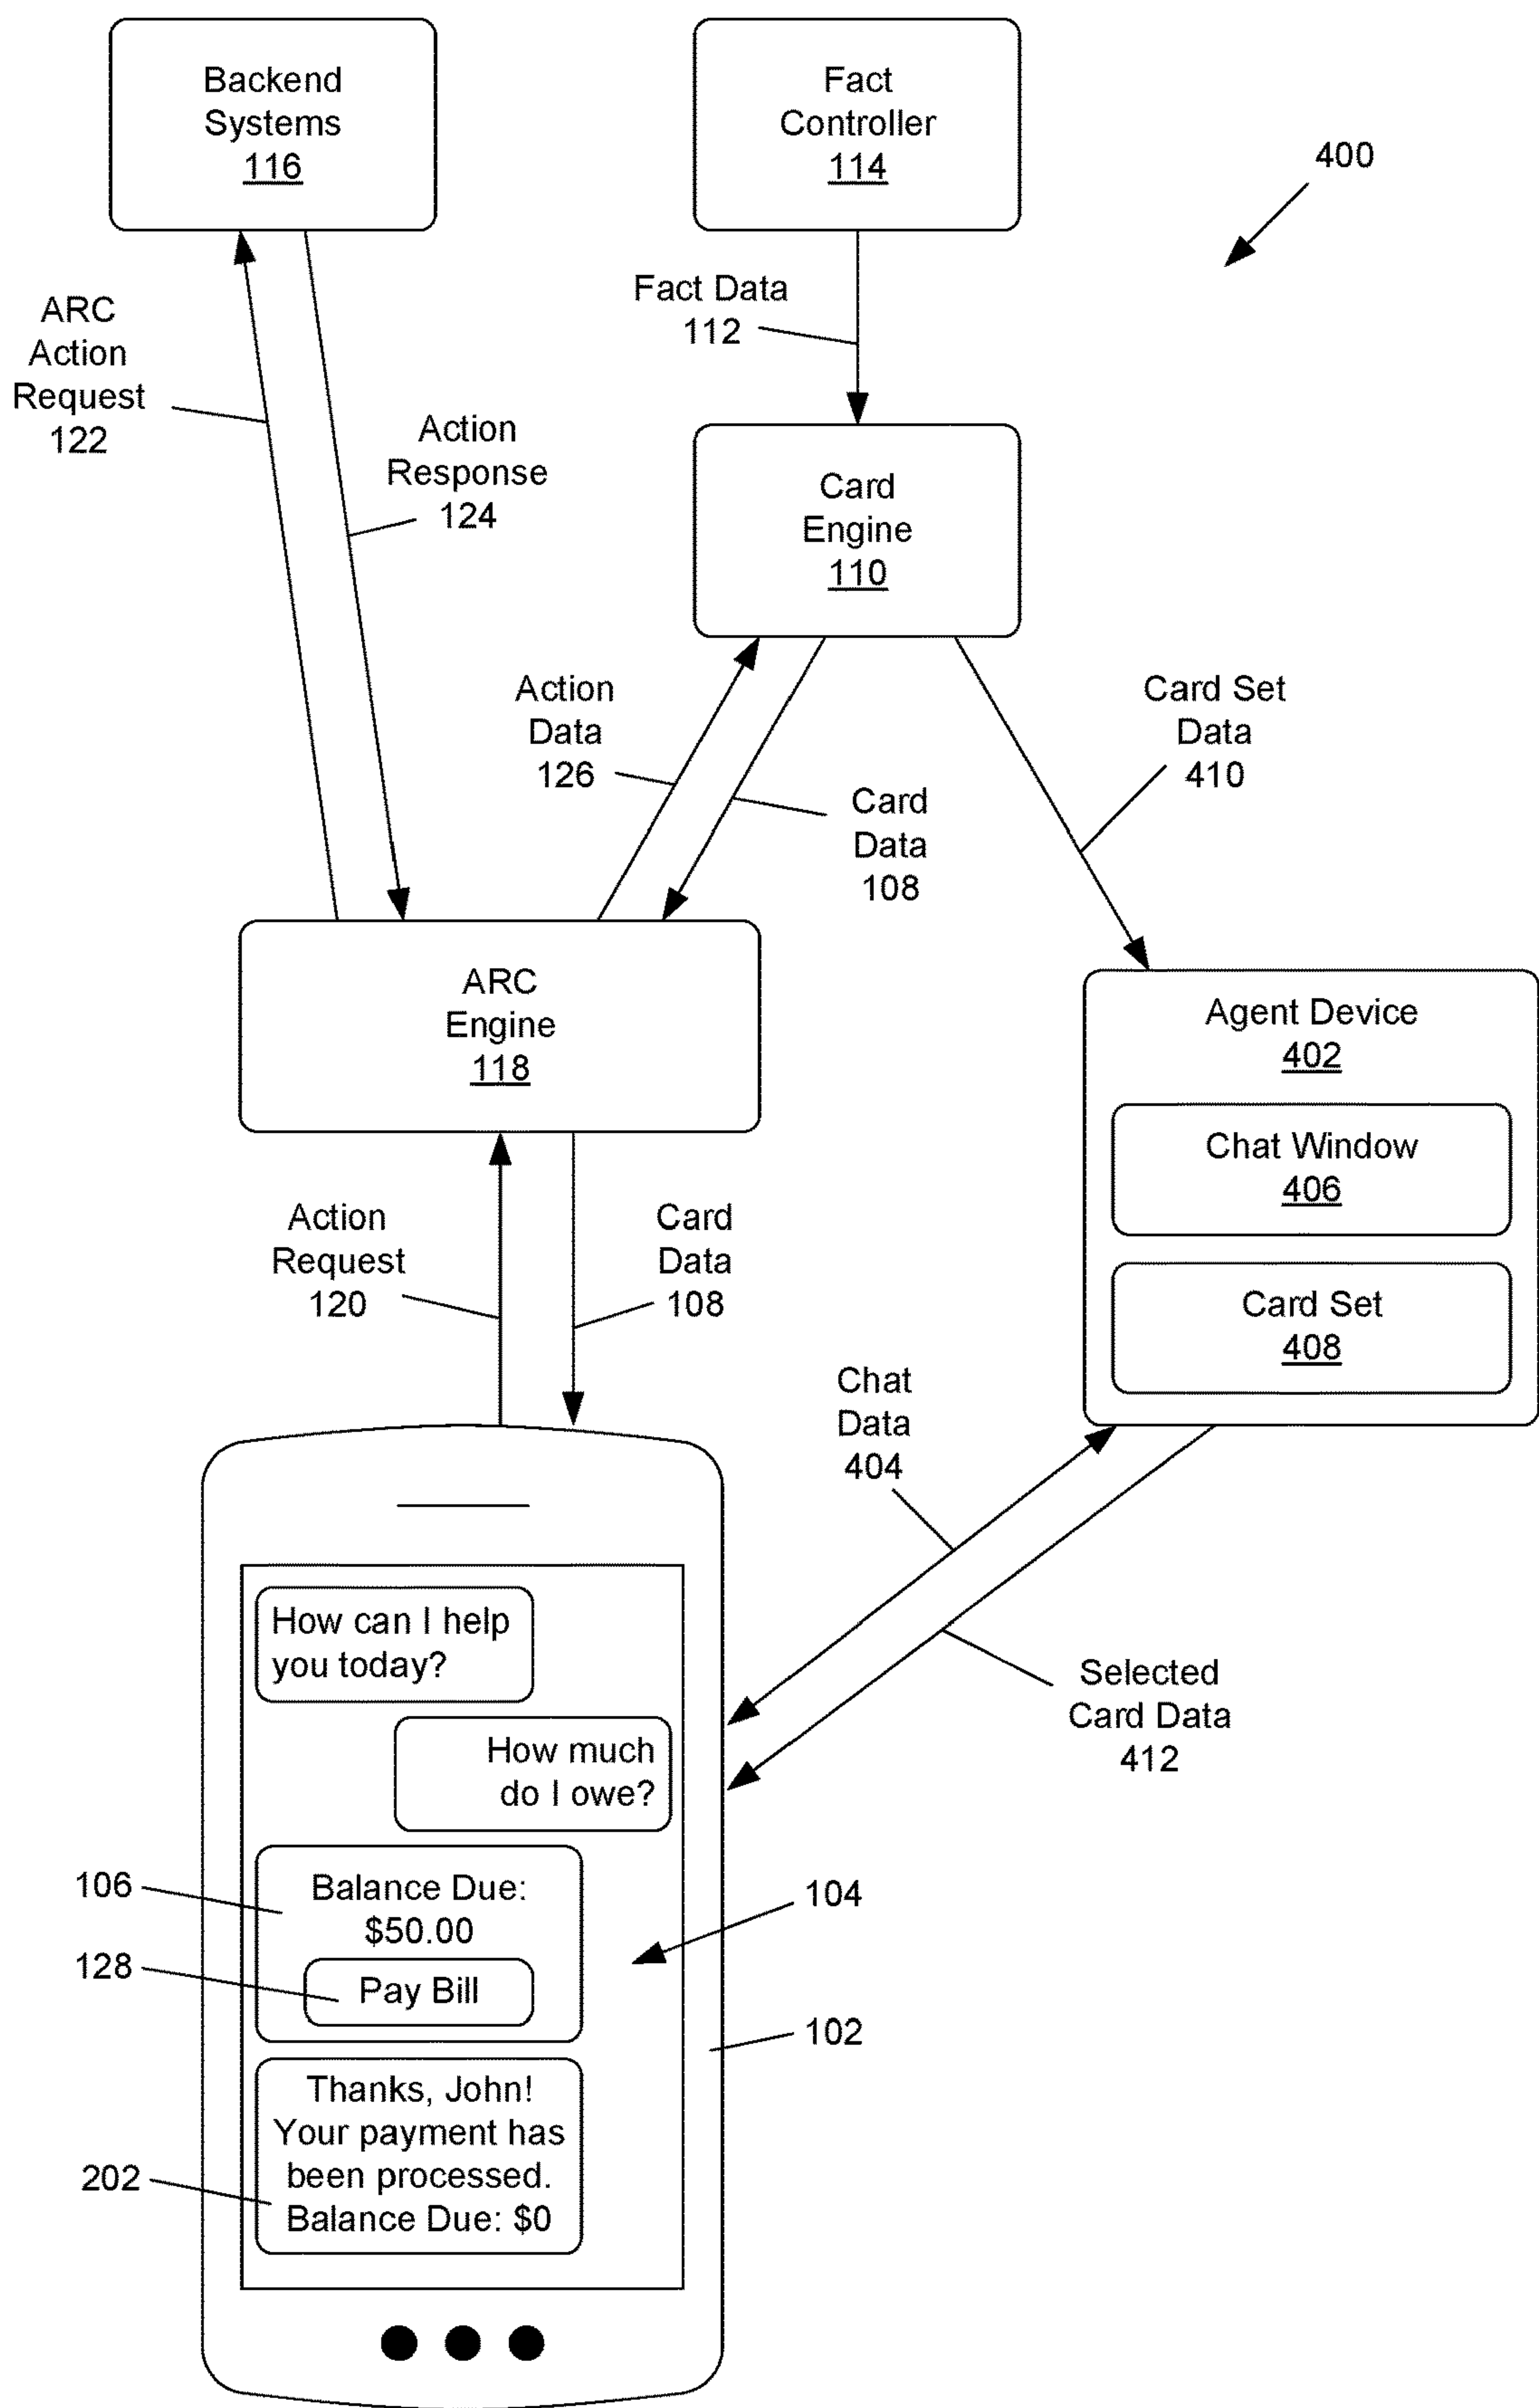 Backend
Systems
116
Fact
Controller
114
400
Fact Data
112
ARC
Action
Request
122
Action
Response
124
Card
Engine
110
Action
Data
126
Card Set
Data
410
Card
Data
108
ARC
Engine
118
Agent Device
402
Chat Window
406
Card Set
408
Action
Request
120
Card
Data
108
Chat
Data
404
How can I help
you today?
How much
do I owe?
Selected
Card Data
412
106
Balance Due:
$50.00
104
128
Pay Bill
102
Thanks, John!
Your payment has
been processed.
202
Balance Due: $0